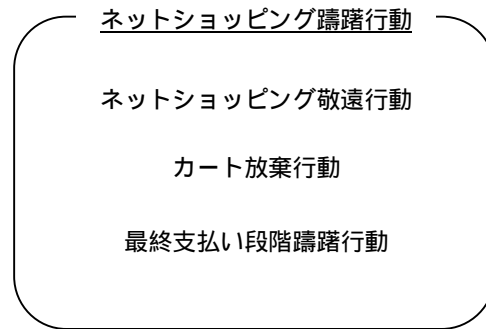 ネットショッピング躊躇行動
ネットショッピング敬遠行動
カート放棄行動
最終支払い段階躊躇行動